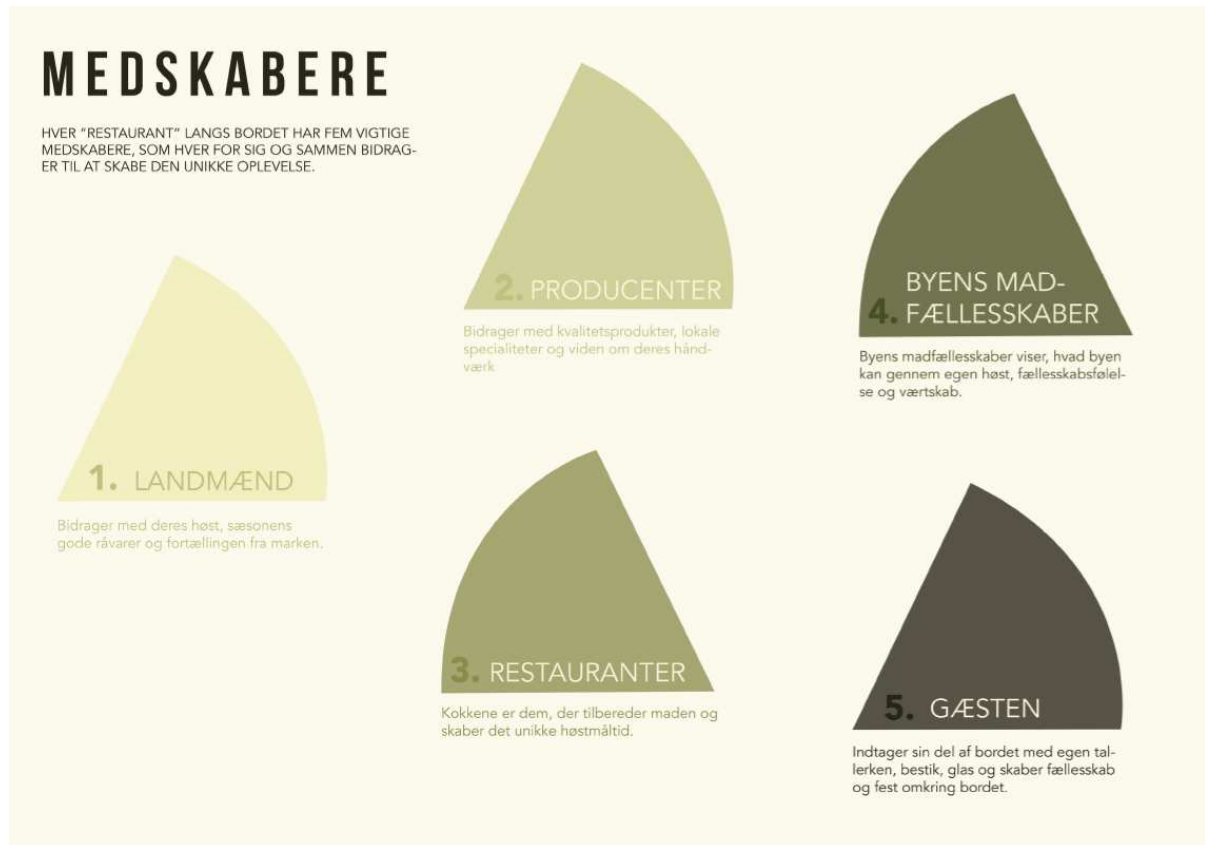 MEDSKABERE
HVER "RESTAURANT" LANGS BORDET HAR FEM VIGTIGE
MEDSKABERE, SOM HVER FOR SIG OG SAMMEN BIDRAG-
ER TIL AT SKABE DEN UNIKKE OPLEVELSE.
1. LANDMÆND
Bidrager med deres høst, sæsonens
gode råvarer og fortællingen fra marken.
2. PRODUCENTER
Bidrager med kvalitetsprodukter, lokale
specialiteter og viden om deres hånd-
værk
3. RESTAURANTER
Kokkene er dem, der tilbereder maden og
skaber det unikke høstmåltid.
BYENS MAD-
4. FÆLLESSKABER
Byens madfællesskaber viser, hvad byen
kan gennem egen høst, fællesskabsfølel-
se og værtskab.
5. GÆSTEN
Indtager sin del af bordet med egen tal-
lerken, bestik, glas og skaber fællesskab
og fest omkring bordet.